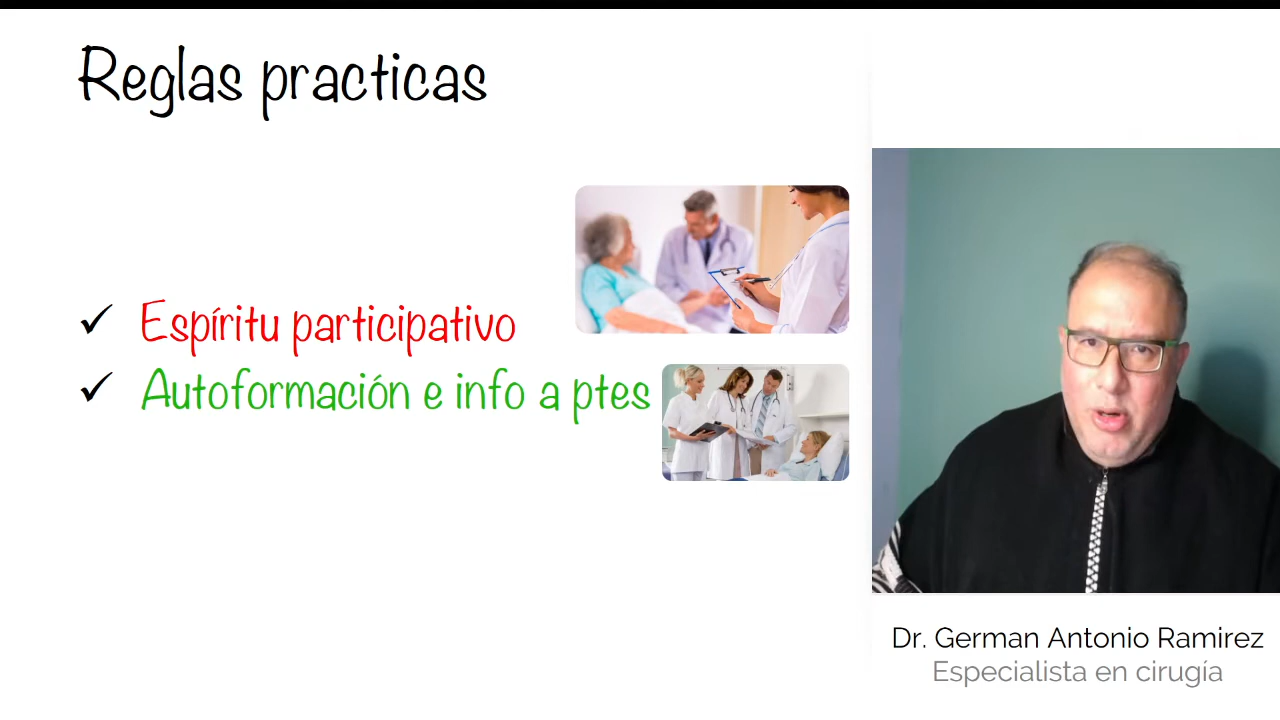 Reglas practicas
✓ Espíritu participativo
✓ Autoformación e info a ptes
Dr. German Antonio Ramirez
Especialista en cirugía